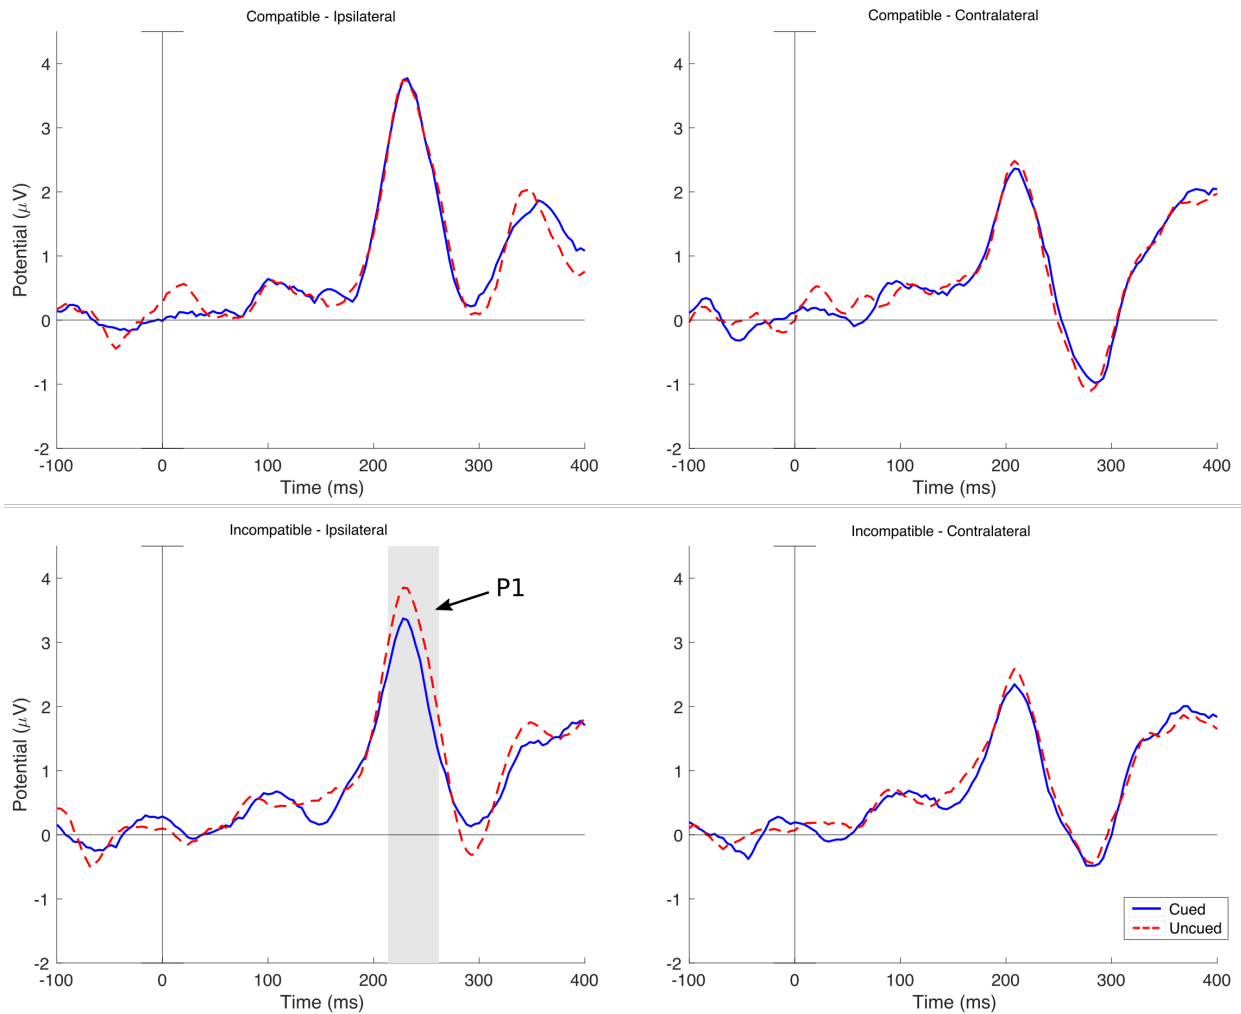 Compatible - Ipsilateral
4
3
2
1
0
-1
-2
Potential (μ V)
-100 0 100 200 300 400
Time (ms)
Compatible - Contralateral
4
3
2
1
0
-1
-2
-100 0 100 200 300 400
Time (ms)
Incompatible - Ipsilateral
P1
4
3
2
1
0
-1
-2
Potential (μ V)
-100 0 100 200 300 400
Time (ms)
Incompatible - Contralateral
4
3
2
1
0
-1
-2
Cued
Uncued
-100 0 100 200 300 400
Time (ms)